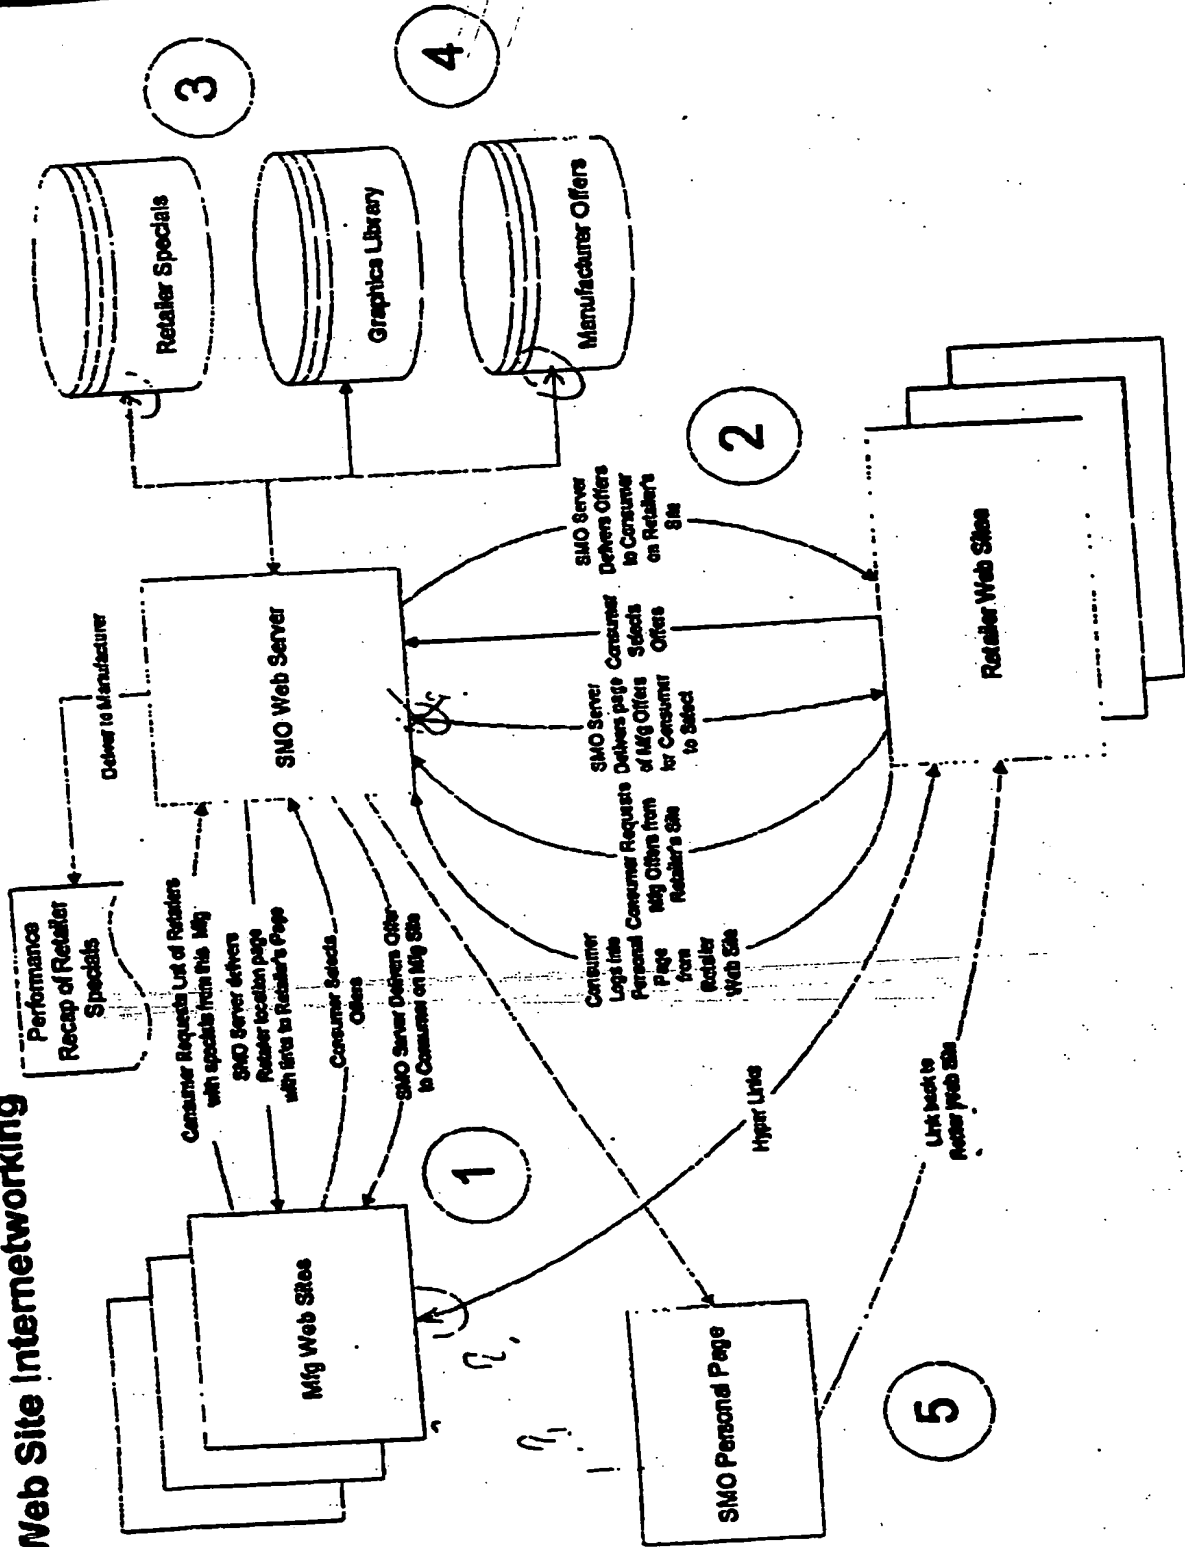 Web Site Internetworking
Performance
Recap of Retailer
Specials
Deliver to Manufacturer
Consumer Requests List of Retailers
with specials from this Mfg
SMO Server delivers
Retailer location page
with links to Retailer's Page
Consumer Selects
Offers
SMO Server Delivers Offer
to Consumer on Mfg Site
Mfg Web Sites
1
SMO Web Server
Retailer Specials
3
Graphics Library
Manufacturer Offers
4
Consumer
Logs into
Personal
Page
from
Retailer
Web Site
Consumer Requests
Mfg Offers from
Retailer's Site
SMO Server
Delivers page
of Mfg Offers
for Consumer
to Select
Consumer
Selects
Offers
SMO Server
Delivers Offers
to Consumer
on Retailer's
Site
2
Hyper Links
Link back to
Web Site
SMO Personal Page
5
Retailer Web Sites